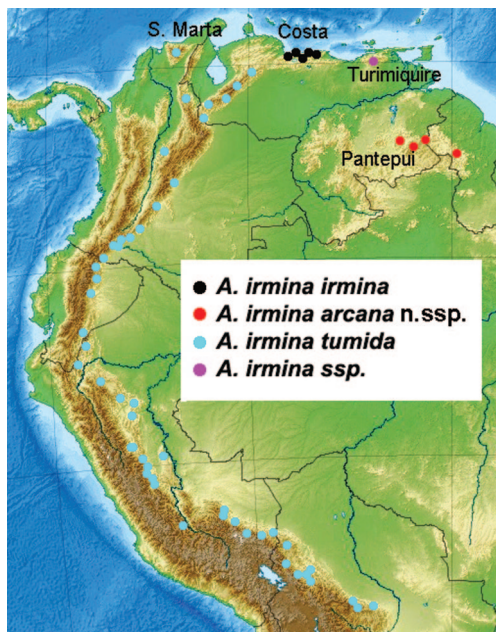 S. Marta
Costa
Turimiquire
Pantepui
A. irmina irmina
A. irmina arcana n.ssp.
A. irmina tumida
A. irmina ssp.